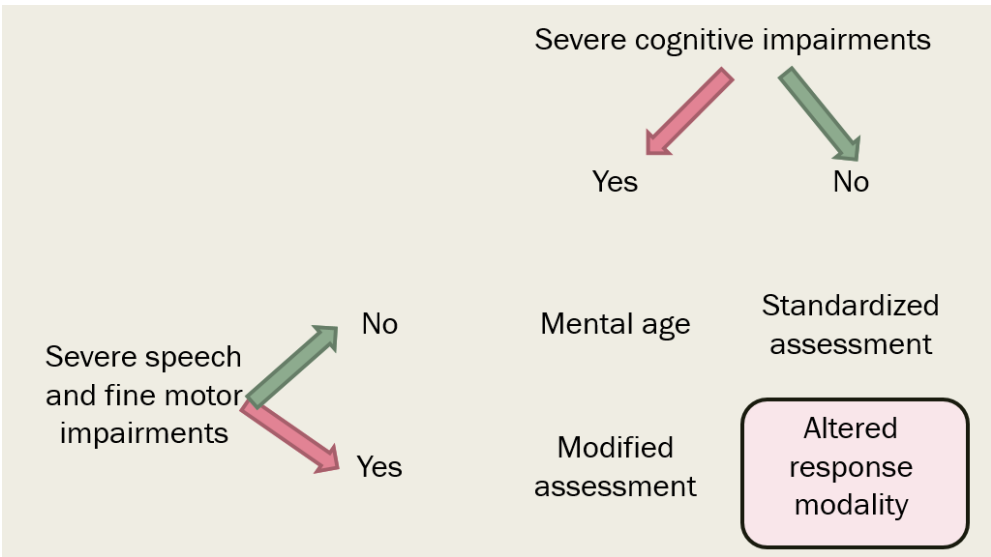 Severe cognitive impairments
Yes
No
Severe speech
and fine motor
impairments
No
Yes
Mental age
Standardized
assessment
Modified
assessment
Altered
response
modality